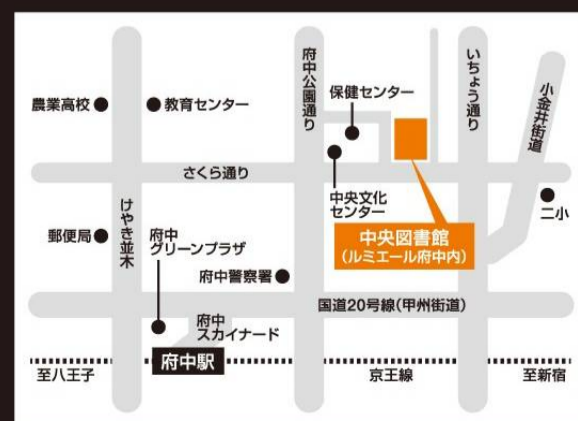 府中公園通り
いちょう通り
小金井街道
保健センター
農業高校
教育センター
さくら通り
中央文化
センター
二小
けやき並木
郵便局
府中
グリーンプラザ
中央図書館
(ルミエール府中内)
府中警察署
国道20号線(甲州街道)
府中
スカイナード
府中駅
至八王子
京王線
至新宿